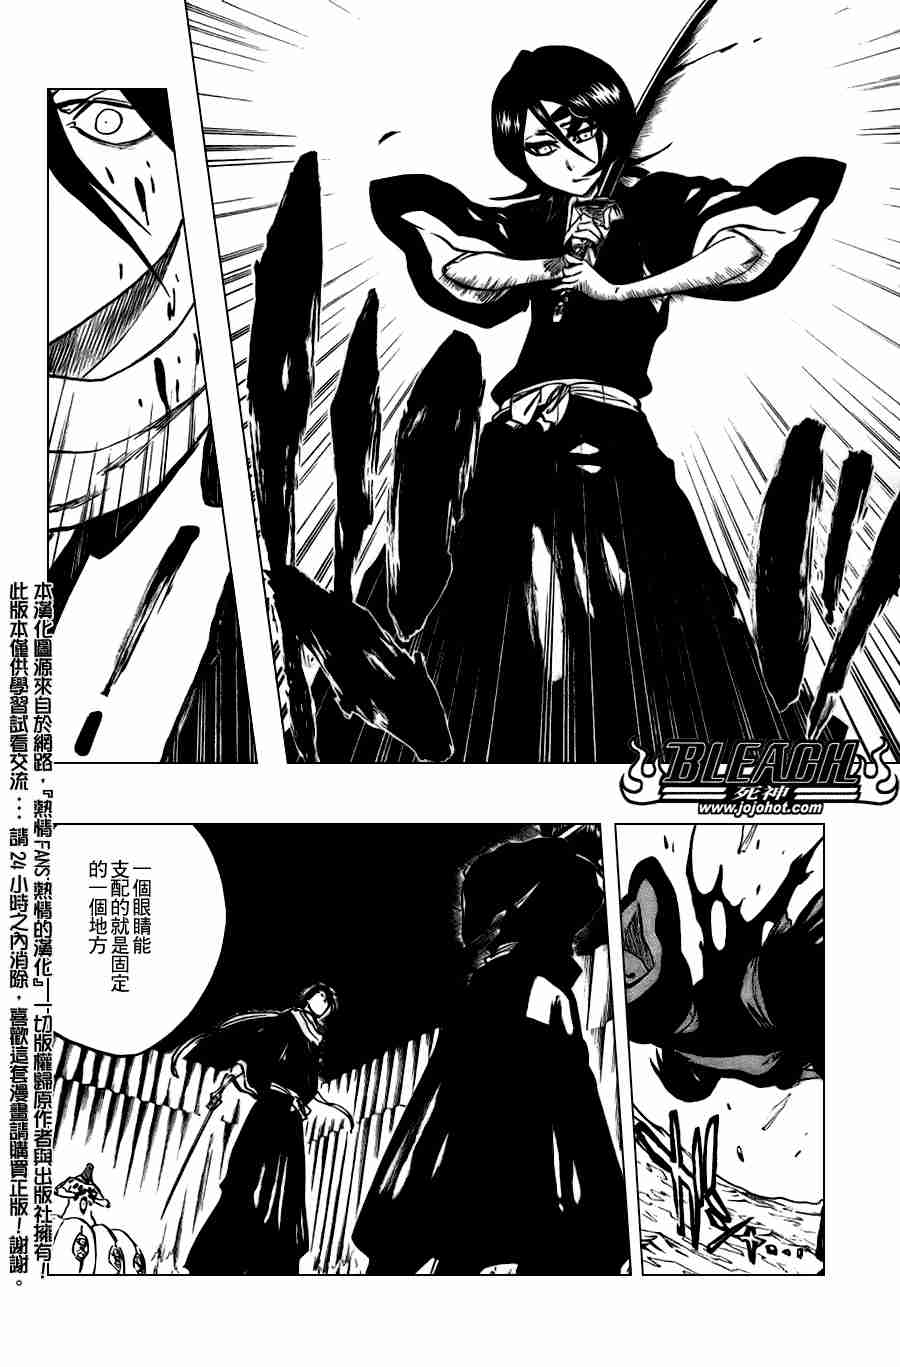 BLEACH
死神
www.jojohot.com
一個眼睛能
支配的就是固定
的一個地方
本漢化圖源來自於網路，『熱情FANS·熱情的漢化』——一切版權歸原作者與出版社擁有！
此版本僅供學習試看交流… 請24小時之內消除，喜歡這套漫畫請購買正版！謝謝。